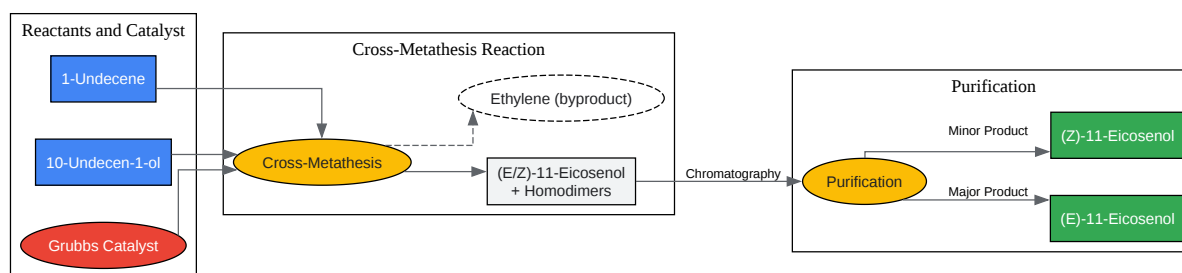 Reactants and Catalyst
1-Undecene
10-Undecen-1-ol
Grubbs Catalyst
Cross-Metathesis Reaction
Ethylene (byproduct)
Cross-Metathesis
(E/Z)-11-Eicosenol
+ Homodimers
Chromatography
Purification
Purification
Minor Product
(Z)-11-Eicosenol
Major Product
(E)-11-Eicosenol